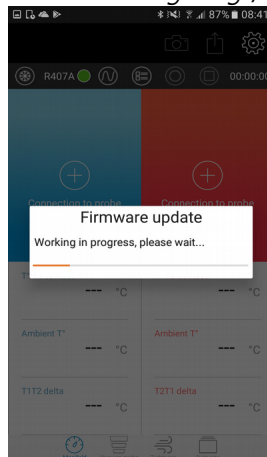 87% 08:41
R407A 00:00:00
Connection to probe Connection to probe
Firmware update
Working in progress, please wait...
--- °C --- °C
Ambient T° Ambient T°
--- °C --- °C
T1T2 delta T2T1 delta
--- °C --- °C